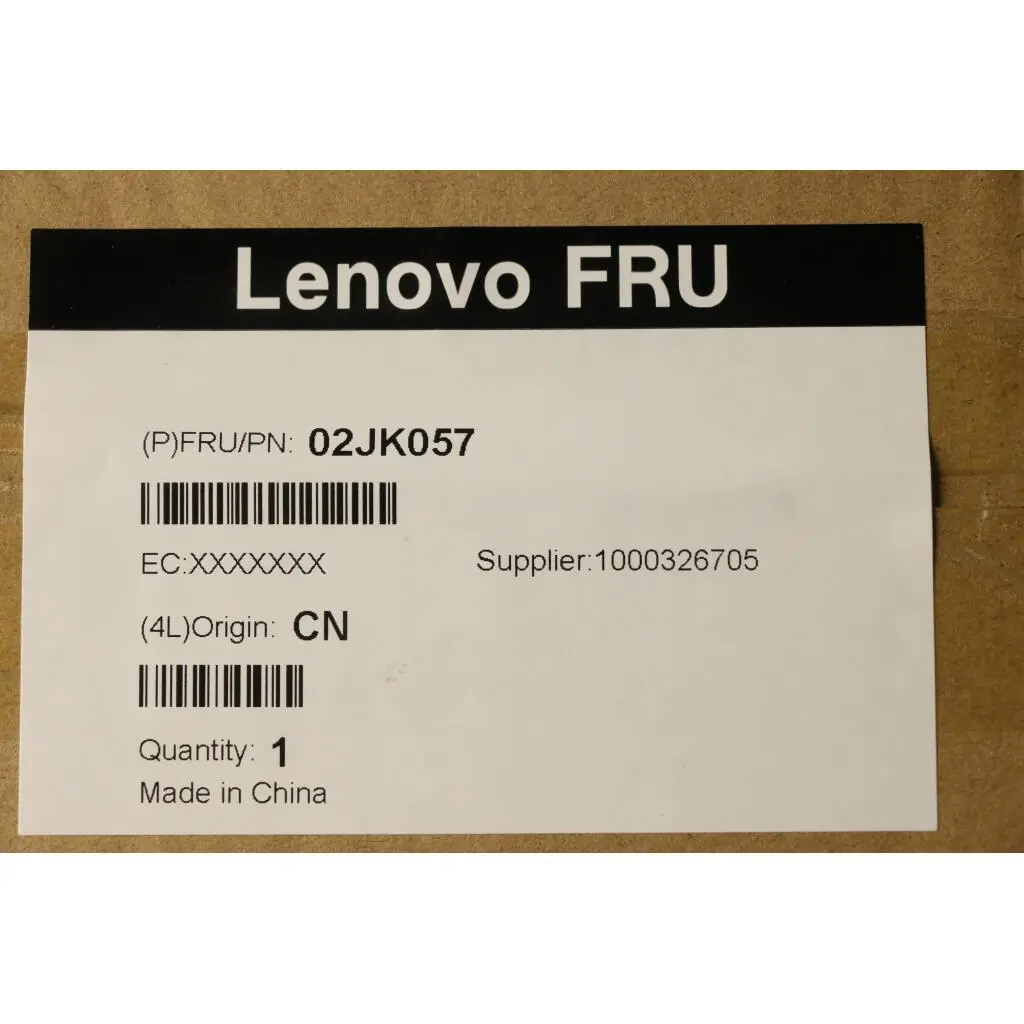 Lenovo FRU
(P)FRU/PN: 02JK057
EC:XXXXXXX Supplier:1000326705
(4L)Origin: CN
Quantity: 1
Made in China